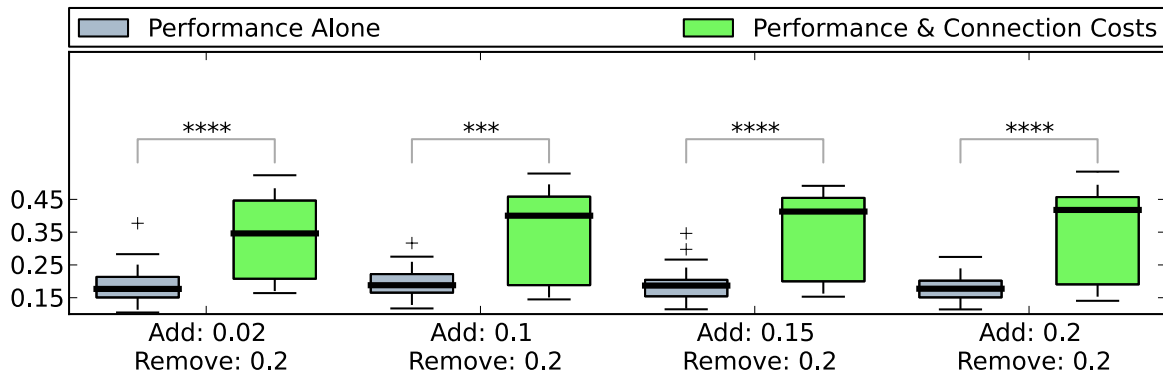 Performance Alone
Performance & Connection Costs
****
***
****
****
0.45
0.35
0.25
0.15
Add: 0.02
Remove: 0.2
Add: 0.1
Remove: 0.2
Add: 0.15
Remove: 0.2
Add: 0.2
Remove: 0.2